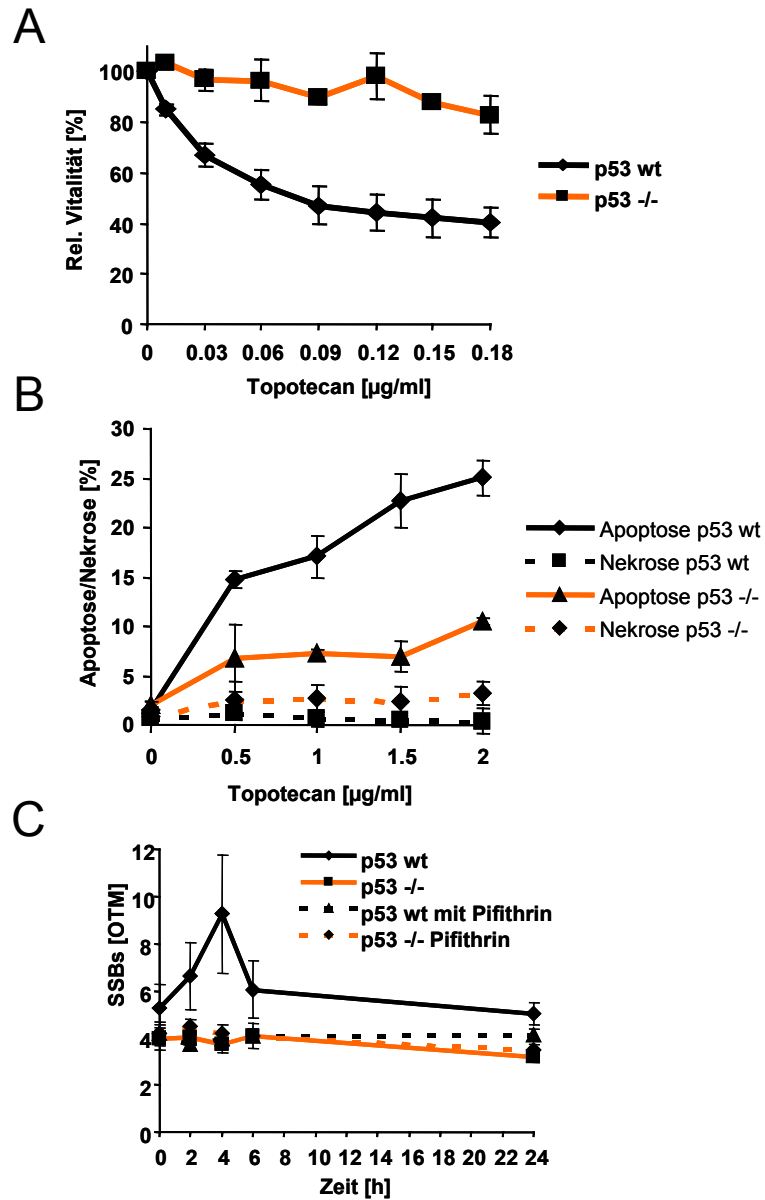 A
Rel. Vitalität [%]
100
80
60
40
20
0
0 0.03 0.06 0.09 0.12 0.15 0.18
Topotecan [µg/ml]
p53 wt
p53 -/-
B
Apoptose/Nekrose [%]
30
25
20
15
10
5
0
0 0.5 1 1.5 2
Topotecan [µg/ml]
Apoptose p53 wt
Nekrose p53 wt
Apoptose p53 -/-
Nekrose p53 -/-
C
SSBs [OTM]
12
10
8
6
4
2
0
0 2 4 6 8 10 12 14 16 18 20 22 24
Zeit [h]
p53 wt
p53 -/-
p53 wt mit Pifithrin
p53 -/- Pifithrin